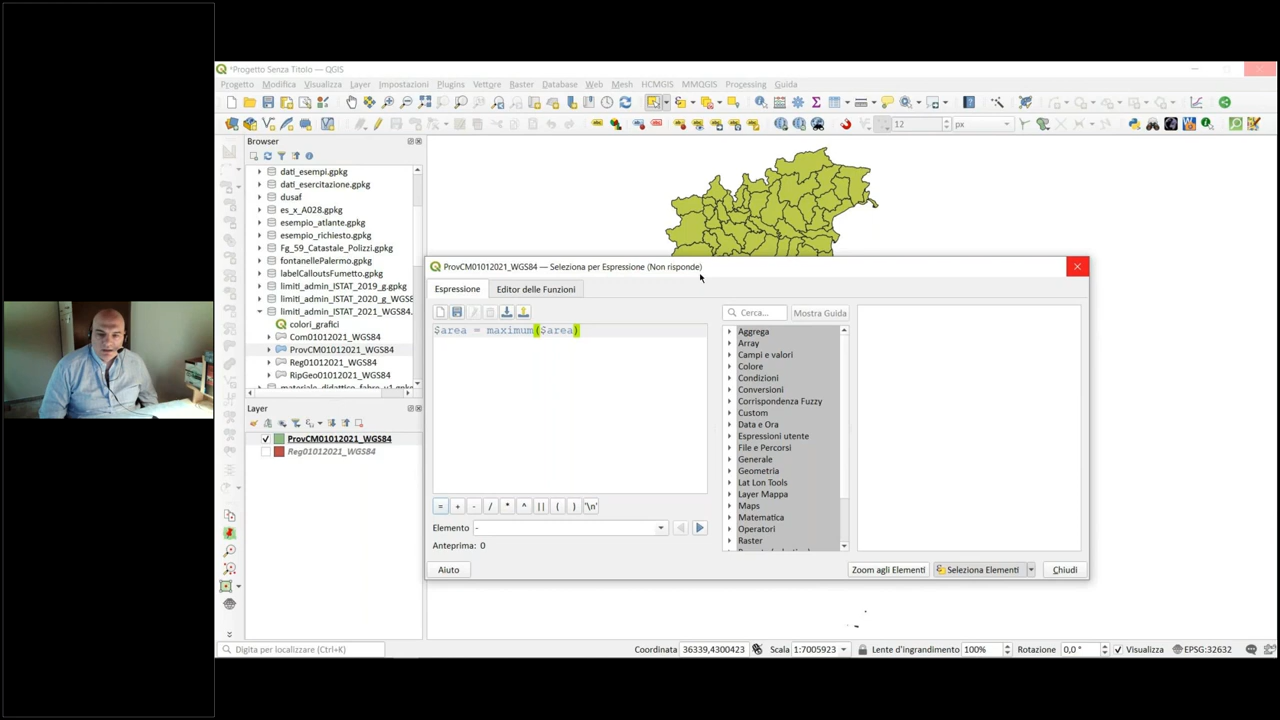 *Progetto Senza Titolo — QGIS
Progetto Modifica Visualizza Layer Impostazioni Plugins Vettore Raster Database Web Mesh HCMGIS MMQGIS Processing Guida
12 px
Browser
dati_esempi.gpkg
dati_esercitazione.gpkg
dusaf
es_x_A028.gpkg
esempio_atlante.gpkg
esempio_richiesto.gpkg
Fg_59_Catastale_Polizzi.gpkg
fontanellePalermo.gpkg
labelCalloutsFumetto.gpkg
limiti_admin_ISTAT_2019_g.gpkg
limiti_admin_ISTAT_2020_g_WGS8
limiti_admin_ISTAT_2021_WGS84.
colori_grafici
Com01012021_WGS84
ProvCM01012021_WGS84
Reg01012021_WGS84
RipGeo01012021_WGS84
materiale_didattico_fabre_v1.gpkg
Layer
ProvCM01012021_WGS84
Reg01012021_WGS84
ProvCM01012021_WGS84 — Seleziona per Espressione (Non risponde)
Espressione Editor delle Funzioni
$area = maximum($area)
= + - / * ^ || ( ) '\n'
Elemento -
Anteprima: 0
Cerca... Mostra Guida
Aggrega
Array
Campi e valori
Colore
Condizioni
Conversioni
Corrispondenza Fuzzy
Custom
Data e Ora
Espressioni utente
File e Percorsi
Generale
Geometria
Lat Lon Tools
Layer Mappa
Maps
Matematica
Operatori
Raster
Aiuto Zoom agli Elementi Seleziona Elementi Chiudi
Digita per localizzare (Ctrl+K) Coordinata 36339,4300423 Scala 1:7005923 Lente d'ingrandimento 100% Rotazione 0,0 ° Visualizza EPSG:32632